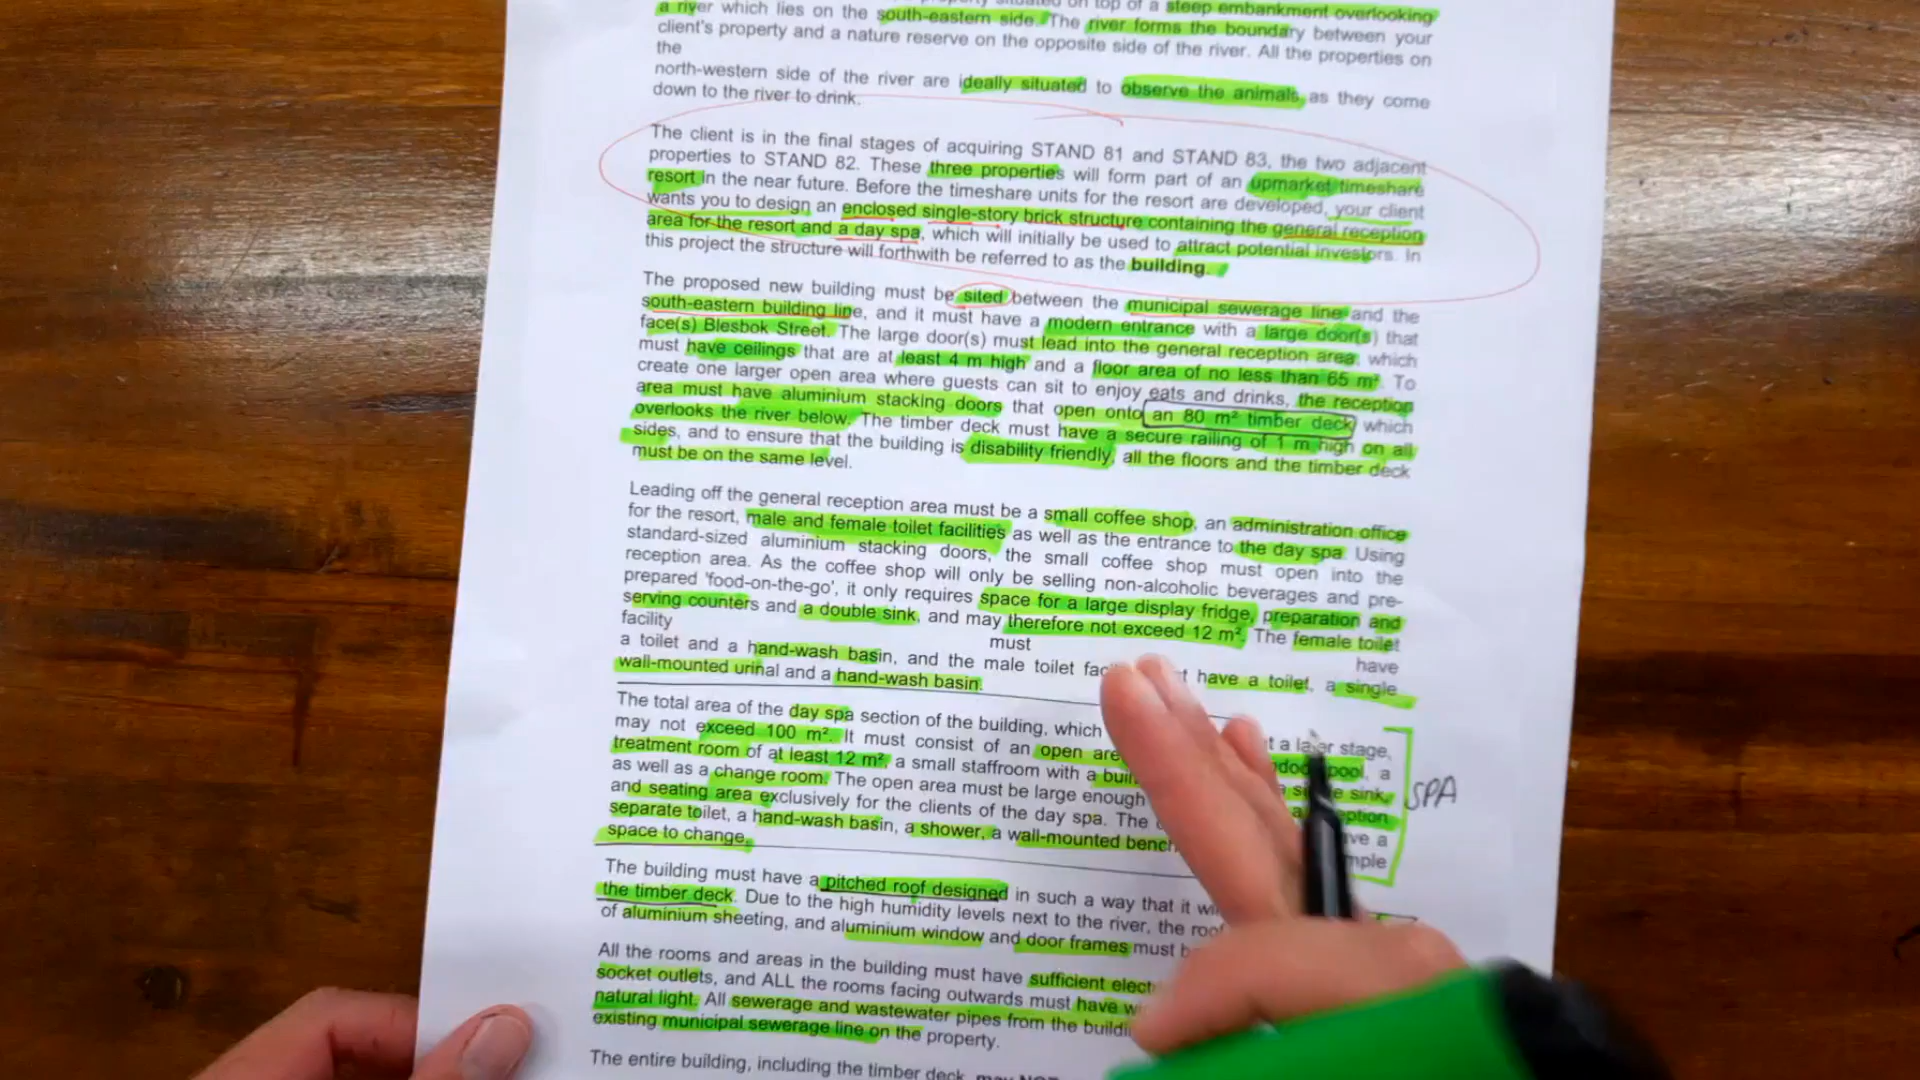 situated on top of a steep embankment overlooking
a river which lies on the south-eastern side. The river forms the boundary between your
client's property and a nature reserve on the opposite side of the river. All the properties on
the
north-western side of the river are ideally situated to observe the animals, as they come
down to the river to drink.
The client is in the final stages of acquiring STAND 81 and STAND 83, the two adjacent
properties to STAND 82. These three properties will form part of an upmarket timeshare
resort in the near future. Before the timeshare units for the resort are developed, your client
wants you to design an enclosed single-story brick structure containing the general reception
area for the resort and a day spa, which will initially be used to attract potential investors. In
this project the structure will forthwith be referred to as the building.
The proposed new building must be sited between the municipal sewerage line and the
south-eastern building line, and it must have a modern entrance with a large door(s) that
face(s) Blesbok Street. The large door(s) must lead into the general reception area, which
must have ceilings that are at least 4 m high and a floor area of no less than 65 m². To
create one larger open area where guests can sit to enjoy eats and drinks, the reception
area must have aluminium stacking doors that open onto an 80 m² timber deck which
overlooks the river below. The timber deck must have a secure railing of 1 m high on all
sides, and to ensure that the building is disability friendly, all the floors and the timber deck
must be on the same level.
Leading off the general reception area must be a small coffee shop, an administration office
for the resort, male and female toilet facilities as well as the entrance to the day spa. Using
standard-sized aluminium stacking doors, the small coffee shop must open into the
reception area. As the coffee shop will only be selling non-alcoholic beverages and pre-
prepared 'food-on-the-go', it only requires space for a large display fridge, preparation and
serving counters and a double sink, and may therefore not exceed 12 m². The female toilet
facility must have
a toilet and a hand-wash basin, and the male toilet have a toilet, a single
wall-mounted urinal and a hand-wash basin.
The total area of the day spa section of the building, which a later stage,
may not exceed 100 m². It must consist of an open pool, a
treatment room of at least 12 m², a small staffroom with a sink,
as well as a change room. The open area must be large enough
and seating area exclusively for the clients of the day spa. The
separate toilet, a hand-wash basin, a shower, a wall-mounted bench
space to change.
SPA
The building must have a pitched roof designed in such a way that it
the timber deck. Due to the high humidity levels next to the river, the
of aluminium sheeting, and aluminium window and door frames must
All the rooms and areas in the building must have sufficient
socket outlets, and ALL the rooms facing outwards must have
natural light. All sewerage and wastewater pipes from the
existing municipal sewerage line on the property.
The entire building, including the timber deck, may